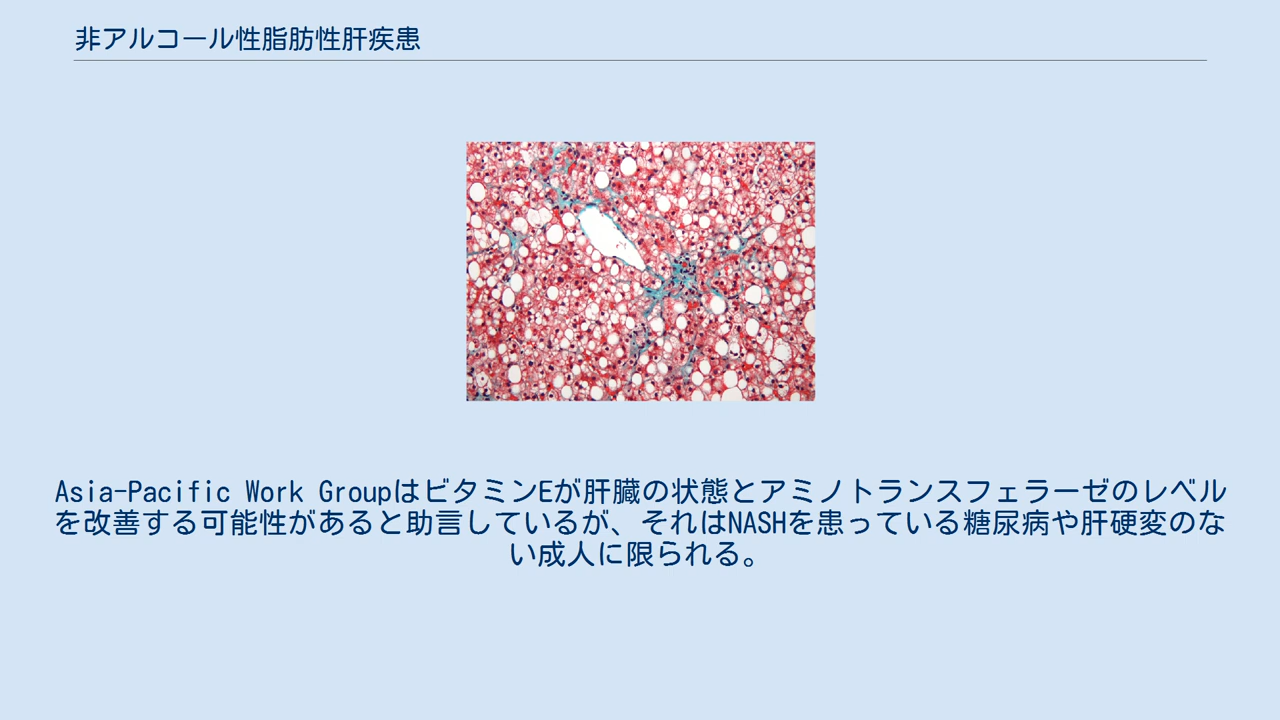 非アルコール性脂肪性肝疾患
Asia-Pacific Work GroupはビタミンEが肝臓の状態とアミノトランスフェラーゼのレベル
を改善する可能性があると助言しているが、それはNASHを患っている糖尿病や肝硬変のな
い成人に限られる。